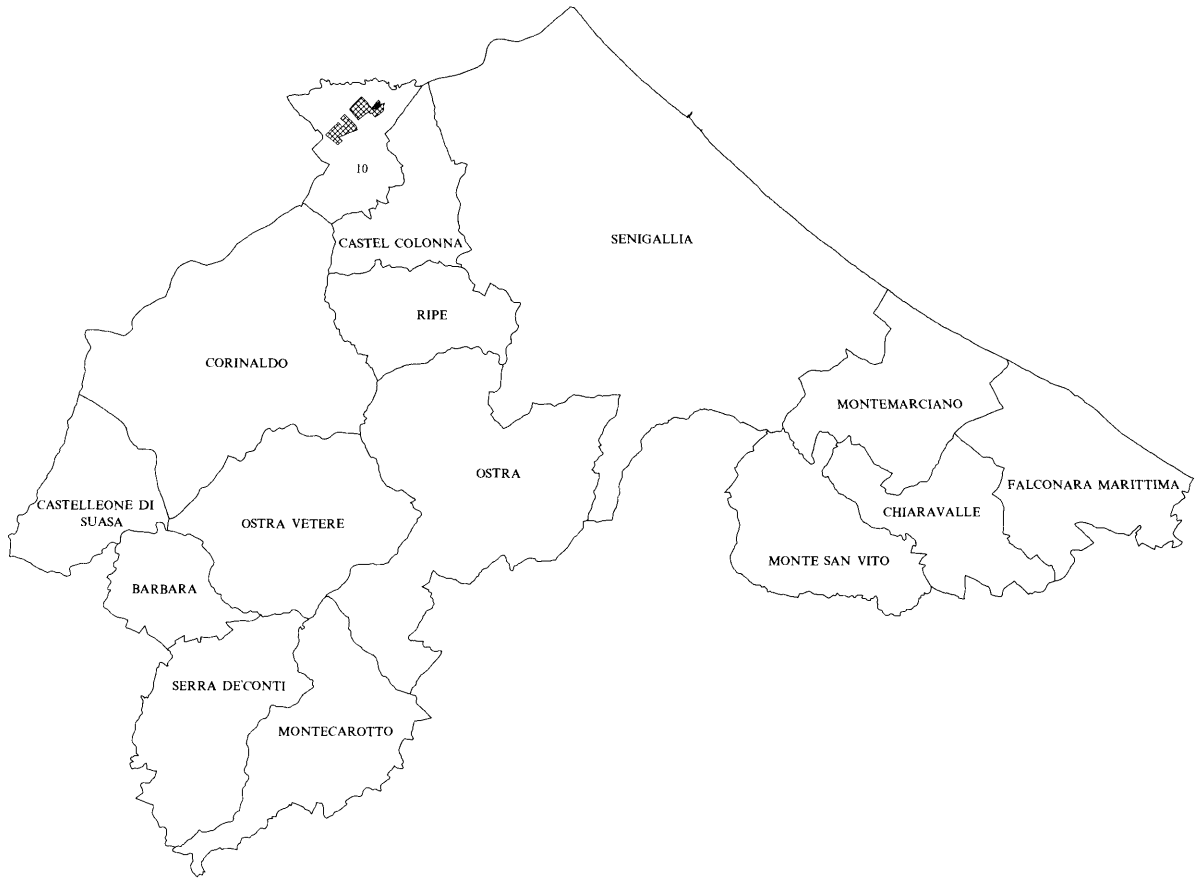 10
SENIGALLIA
CASTEL COLONNA
RIPE
CORINALDO
MONTEMARCIANO
OSTRA
FALCONARA MARITTIMA
CASTELLEONE DI
SUASA
CHIARAVALLE
OSTRA VETERE
MONTE SAN VITO
BARBARA
SERRA DE'CONTI
MONTECAROTTO